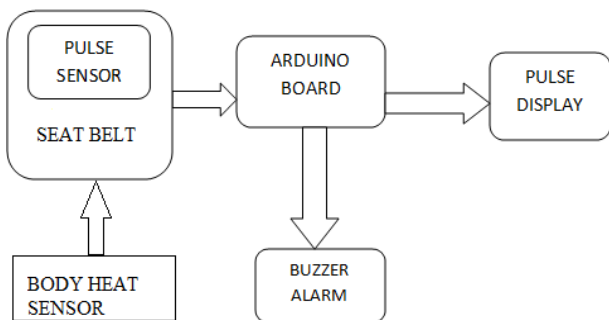 PULSE
SENSOR
SEAT BELT
ARDUINO
BOARD
PULSE
DISPLAY
BODY HEAT
SENSOR
BUZZER
ALARM